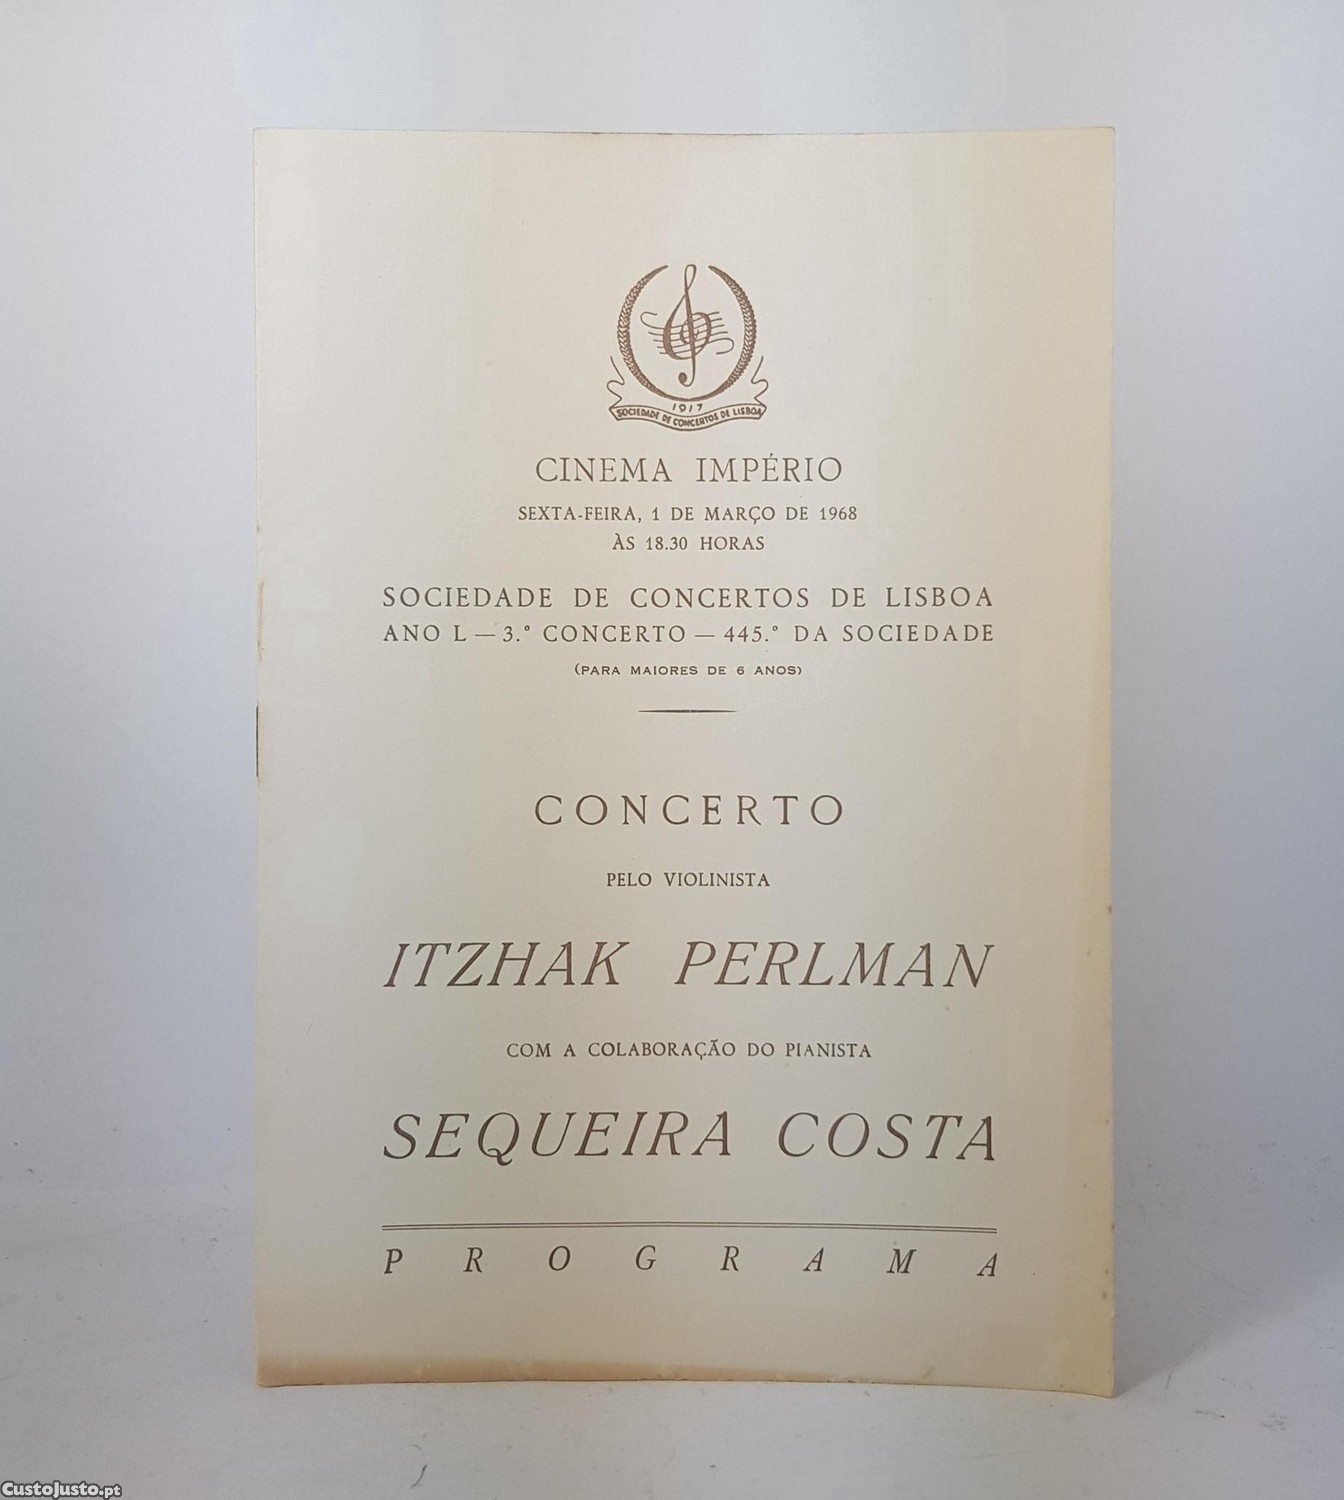 1917
SOCIEDADE DE CONCERTOS DE LISBOA
CINEMA IMPÉRIO
SEXTA-FEIRA, 1 DE MARÇO DE 1968
ÀS 18.30 HORAS
SOCIEDADE DE CONCERTOS DE LISBOA
ANO L — 3.º CONCERTO — 445.º DA SOCIEDADE
(PARA MAIORES DE 6 ANOS)
CONCERTO
PELO VIOLINISTA
ITZHAK PERLMAN
COM A COLABORAÇÃO DO PIANISTA
SEQUEIRA COSTA
PROGRAMA
CustoJusto.pt